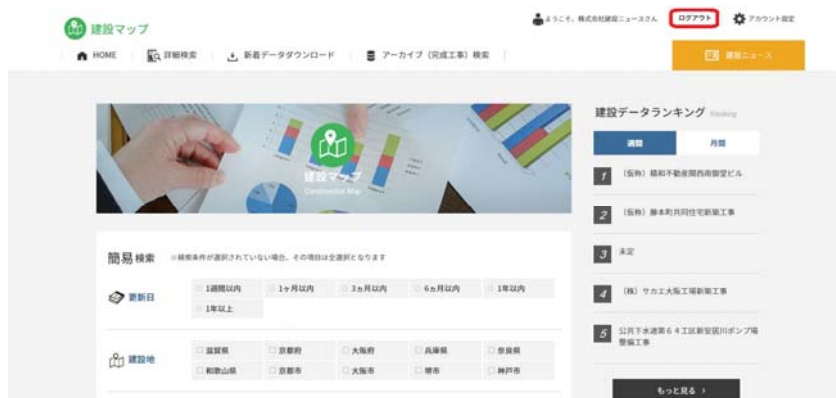 建設マップ
ようこそ、株式会社建設ニュースさん
ログアウト
アカウント設定
HOME
詳細検索
新着データダウンロード
アーカイブ（完成工事）検索
建設ニュース
建設マップ
Construction Map
建設データランキング Ranking
週間
月間
1 （仮称）積和不動産関西南御堂ビル
2 （仮称）勝本町共同住宅新築工事
3 未定
4 （株）サカエ大阪工場新築工事
5 公共下水道第６４工区新安居川ポンプ場
整備工事
もっと見る ›
簡易検索 ※検索条件が選択されていない場合、その項目は全選択となります
更新日
1週間以内 1ヶ月以内 3ヵ月以内 6ヵ月以内 1年以内
1年以上
建設地
滋賀県 京都府 大阪府 兵庫県 奈良県
和歌山県 京都市 大阪市 堺市 神戸市